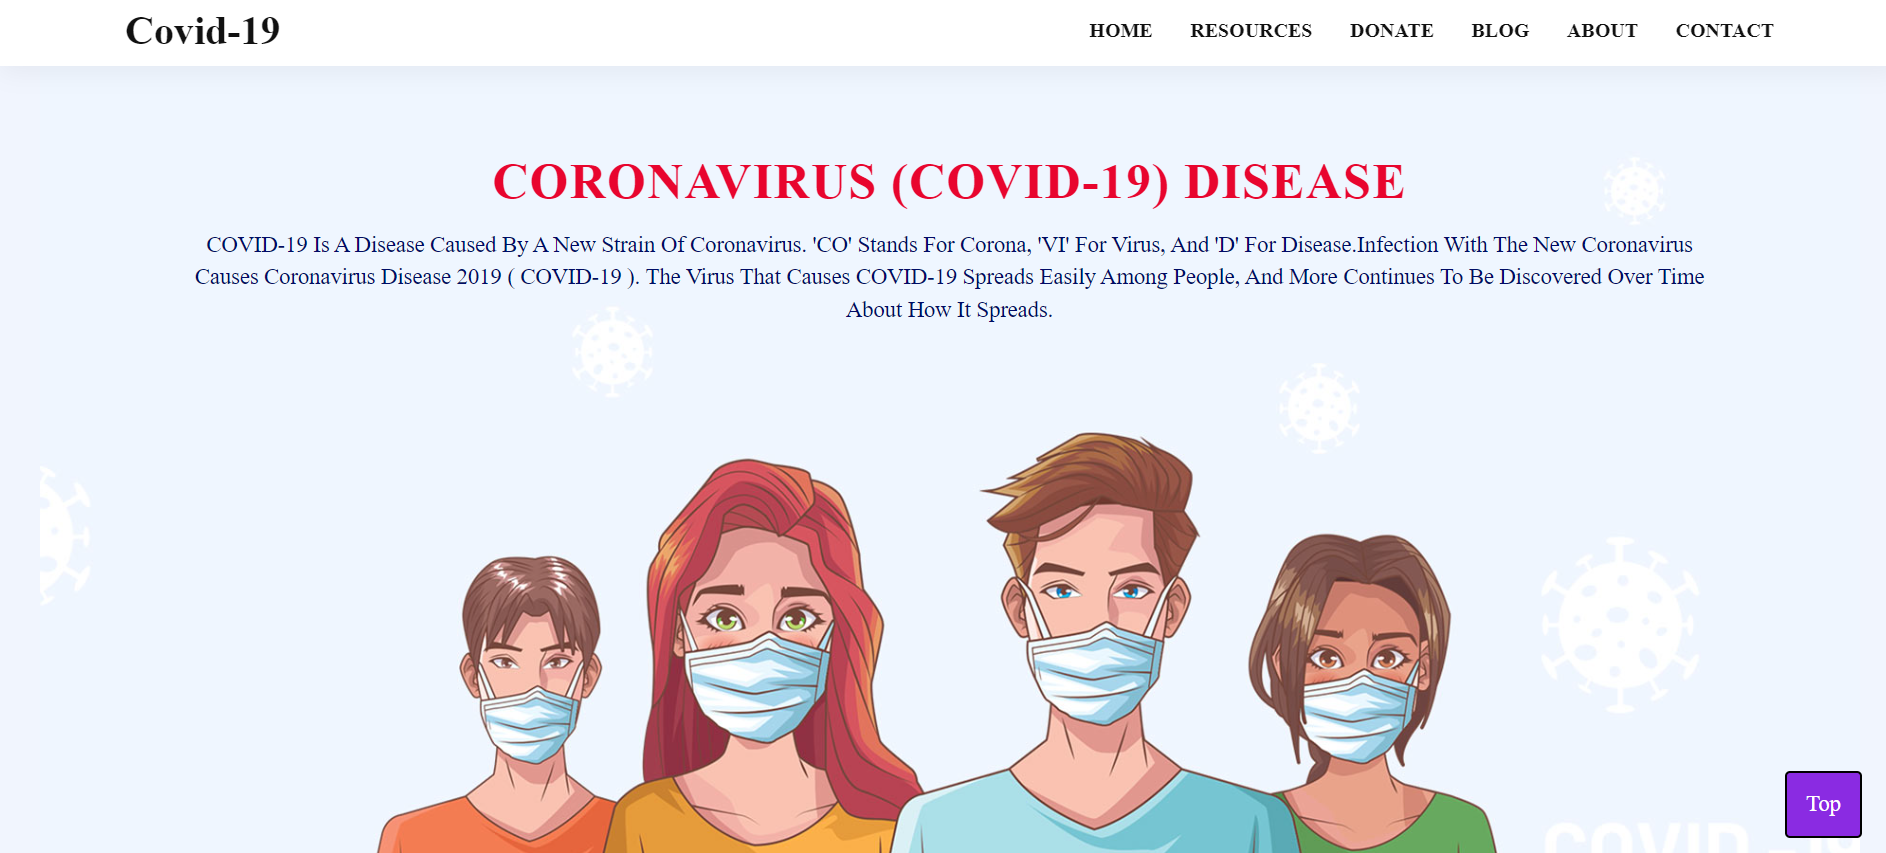 Covid-19
HOME RESOURCES DONATE BLOG ABOUT CONTACT
CORONAVIRUS (COVID-19) DISEASE
COVID-19 Is A Disease Caused By A New Strain Of Coronavirus. 'CO' Stands For Corona, 'VI' For Virus, And 'D' For Disease.Infection With The New Coronavirus
Causes Coronavirus Disease 2019 ( COVID-19 ). The Virus That Causes COVID-19 Spreads Easily Among People, And More Continues To Be Discovered Over Time
About How It Spreads.
Top
COVID -19